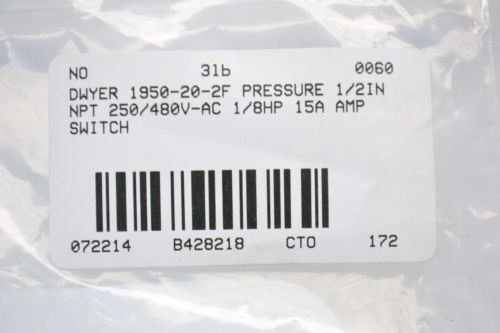 NO 3lb 0060
DWYER 1950-20-2F PRESSURE 1/2IN
NPT 250/480V-AC 1/8HP 15A AMP
SWITCH
072214 B428218 CTO 172